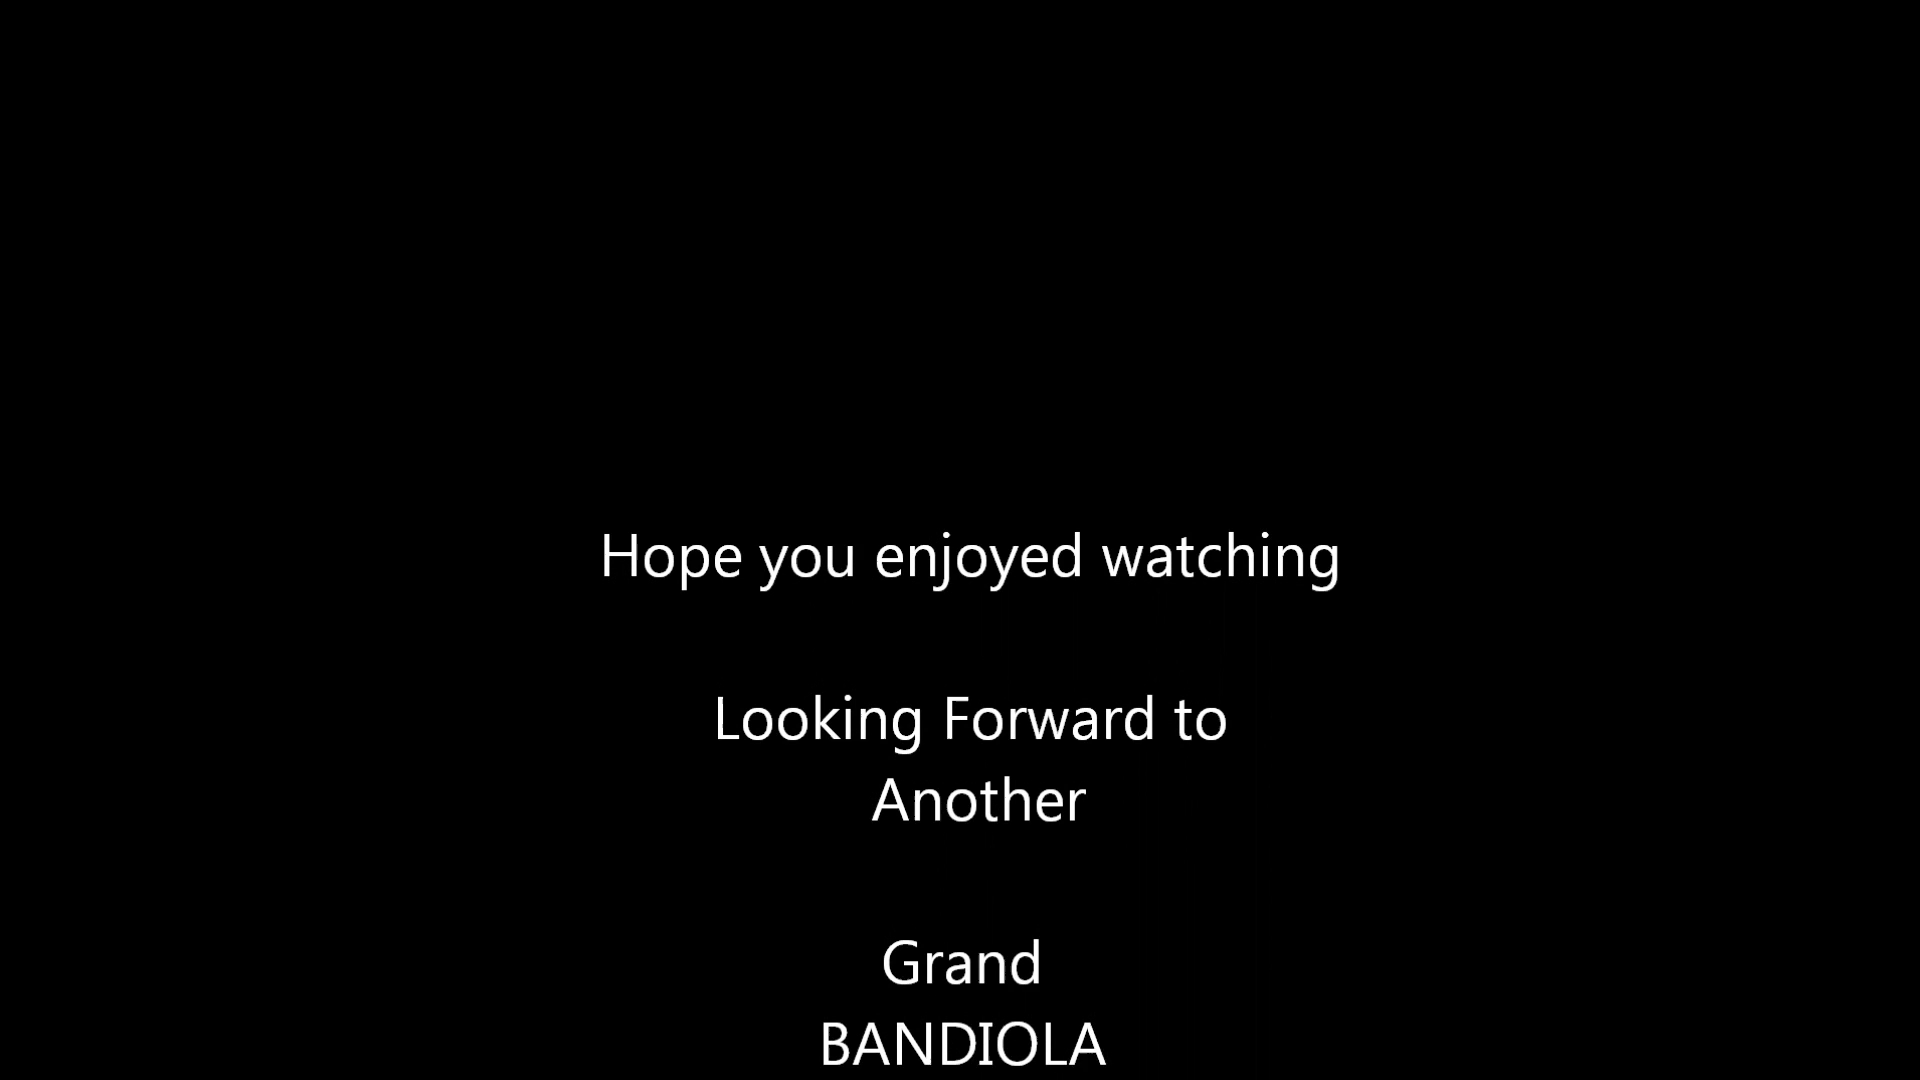 Hope you enjoyed watching
Looking Forward to
Another
Grand
BANDIOLA